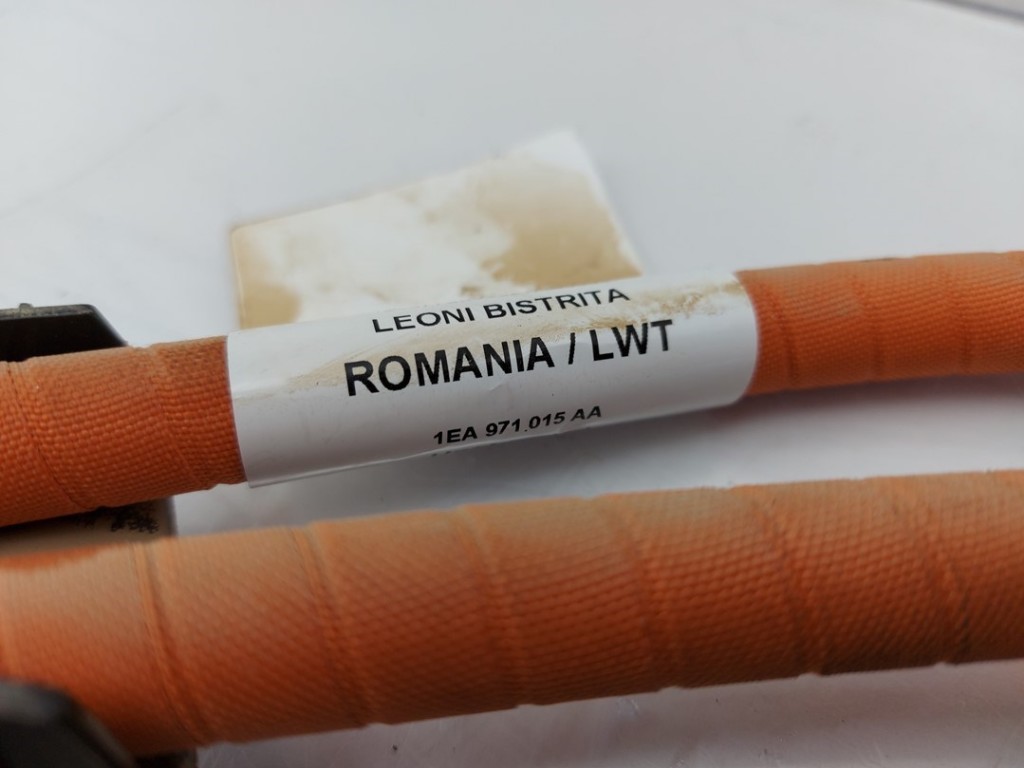 LEONI BISTRITA
ROMANIA / LWT
1EA 971.015 AA